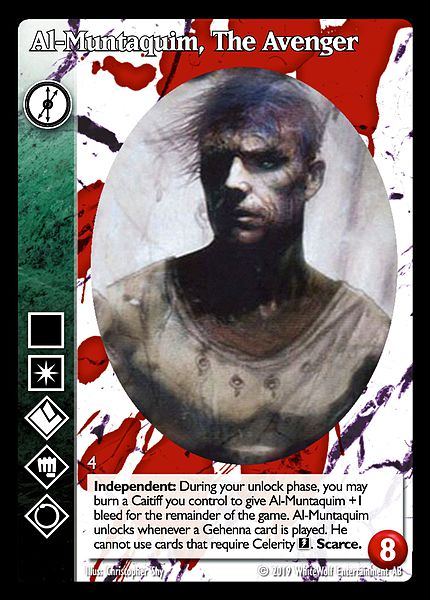 Al-Muntaquim, The Avenger
4
Independent: During your unlock phase, you may
burn a Caitiff you control to give Al-Muntaquim +1
bleed for the remainder of the game. Al-Muntaquim
unlocks whenever a Gehenna card is played. He
cannot use cards that require Celerity . Scarce.
8
Illus: Christopher Shy
© 2019 WhiteWolf Entertainment AB